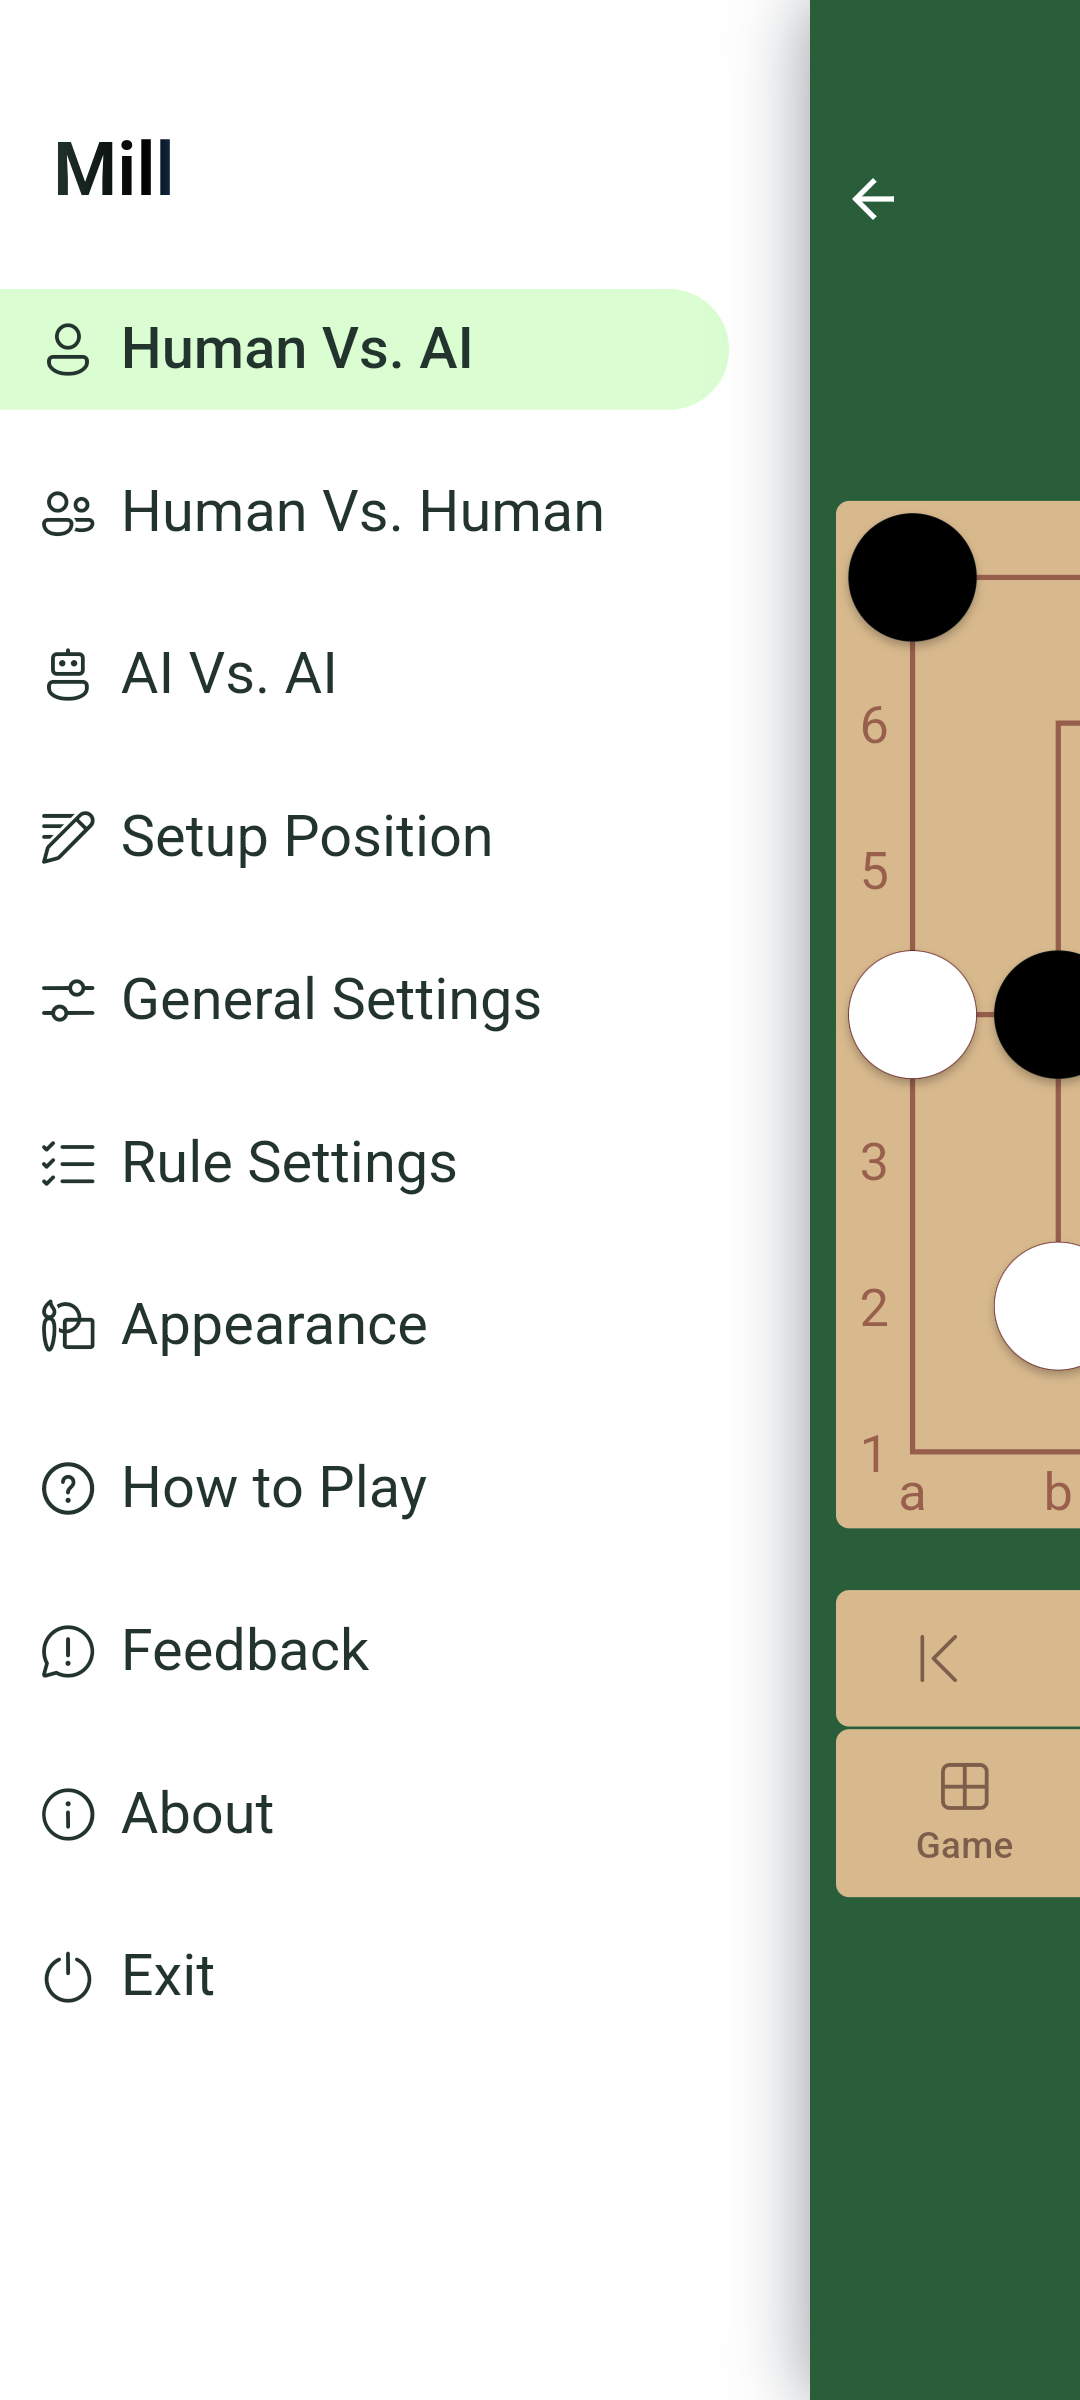 Mill
Human Vs. AI
Human Vs. Human
AI Vs. AI
Setup Position
General Settings
Rule Settings
Appearance
How to Play
Feedback
About
Exit
6
5
3
2
1
a b
Game